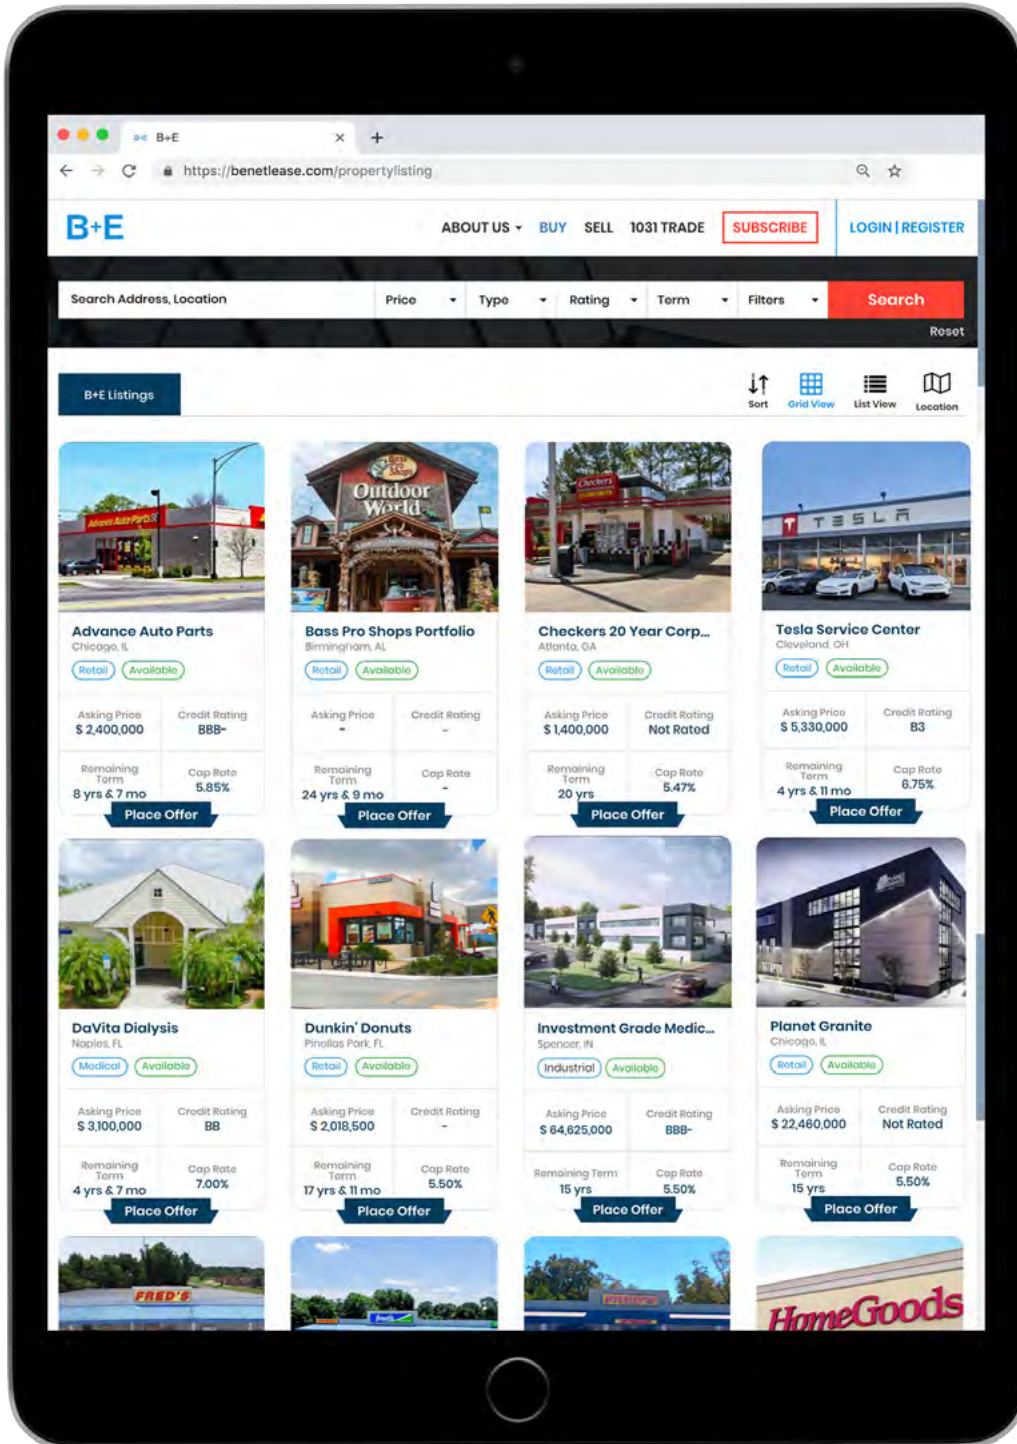 B+E
https://benetlease.com/propertylisting
B+E
ABOUT US BUY SELL 1031 TRADE SUBSCRIBE LOGIN | REGISTER
Search Address, Location Price Type Rating Term Filters Search
Reset
B+E Listings
Sort Grid View List View Location
Advance Auto Parts
Bass Pro Shops
Outdoor
World
Checkers
TESLA
Advance Auto Parts
Chicago, IL
Retail Available
Asking Price
$ 2,400,000
Credit Rating
BBB-
Remaining
Term
8 yrs & 7 mo
Cap Rate
5.85%
Place Offer
Bass Pro Shops Portfolio
Birmingham, AL
Retail Available
Asking Price
-
Credit Rating
-
Remaining
Term
24 yrs & 9 mo
Cap Rate
-
Place Offer
Checkers 20 Year Corp...
Atlanta, GA
Retail Available
Asking Price
$ 1,400,000
Credit Rating
Not Rated
Remaining
Term
20 yrs
Cap Rate
5.47%
Place Offer
Tesla Service Center
Cleveland, OH
Retail Available
Asking Price
$ 5,330,000
Credit Rating
B3
Remaining
Term
4 yrs & 11 mo
Cap Rate
6.75%
Place Offer
DaVita Dialysis
Naples, FL
Medical Available
Asking Price
$ 3,100,000
Credit Rating
BB
Remaining
Term
4 yrs & 7 mo
Cap Rate
7.00%
Place Offer
Dunkin' Donuts
Pinellas Park, FL
Retail Available
Asking Price
$ 2,018,500
Credit Rating
-
Remaining
Term
17 yrs & 11 mo
Cap Rate
5.50%
Place Offer
Investment Grade Medic...
Spencer, IN
Industrial Available
Asking Price
$ 64,625,000
Credit Rating
BBB-
Remaining Term
15 yrs
Cap Rate
5.50%
Place Offer
Planet Granite
Chicago, IL
Retail Available
Asking Price
$ 22,460,000
Credit Rating
Not Rated
Remaining
Term
15 yrs
Cap Rate
5.50%
Place Offer
FRED'S
HomeGoods